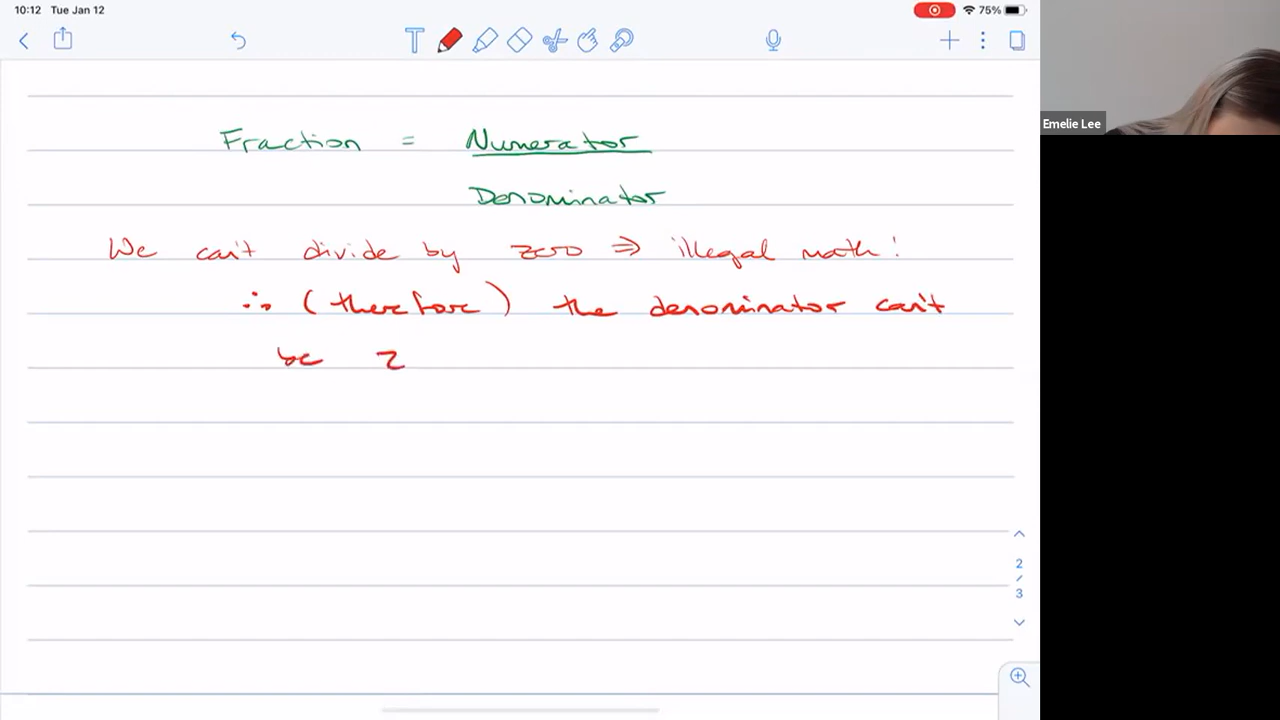 10:12 Tue Jan 12
75%
T
Emelie Lee
Fraction = Numerator
Denominator
We can't divide by zero ⇒ illegal math!
∴ (therefore) the denominator can't
be z
2
/
3